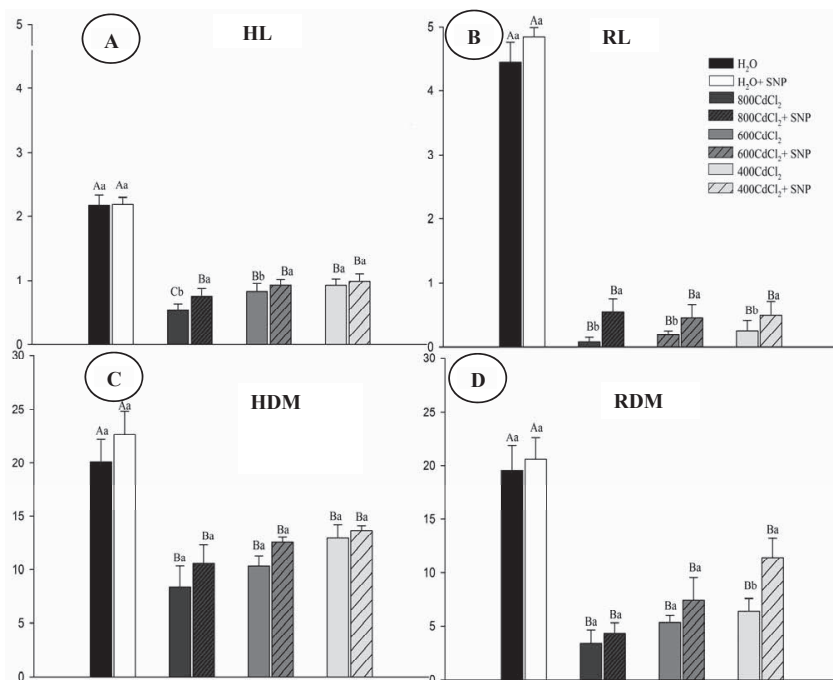 A
HL
5
4
3
2
1
0
Aa Aa
Cb
Ba
Bb
Ba
Ba
Ba
B
RL
5
4
3
2
1
0
Aa
Aa
Bb
Ba
Bb
Ba
Bb
Ba
H₂O
H₂O+ SNP
800CdCl₂
800CdCl₂+ SNP
600CdCl₂
600CdCl₂+ SNP
400CdCl₂
400CdCl₂+ SNP
C
HDM
30
25
20
15
10
5
0
Aa
Aa
Ba
Ba
Ba
Ba
Ba
Ba
D
RDM
30
25
20
15
10
5
0
Aa
Aa
Ba
Ba
Ba
Ba
Bb
Ba